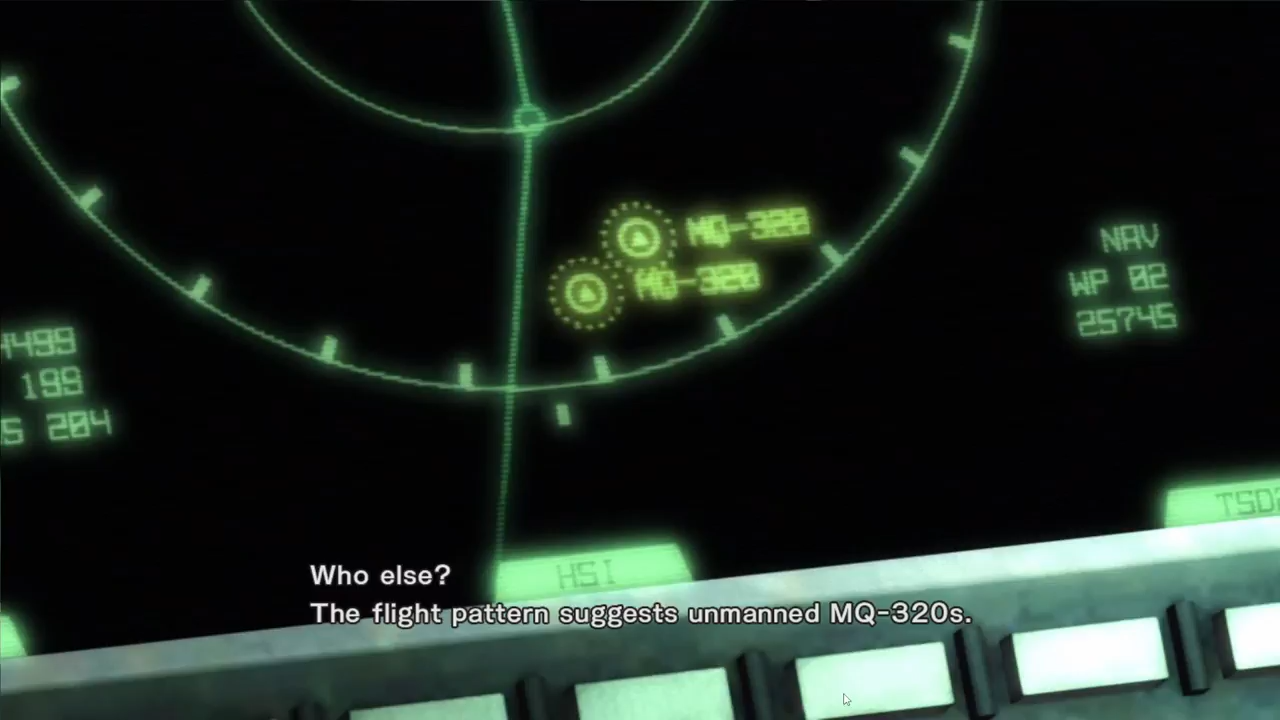 MQ-320
MQ-320
NAV
WP 02
25745
4499
199
S 204
TSD
HSI
Who else?
The flight pattern suggests unmanned MQ-320s.